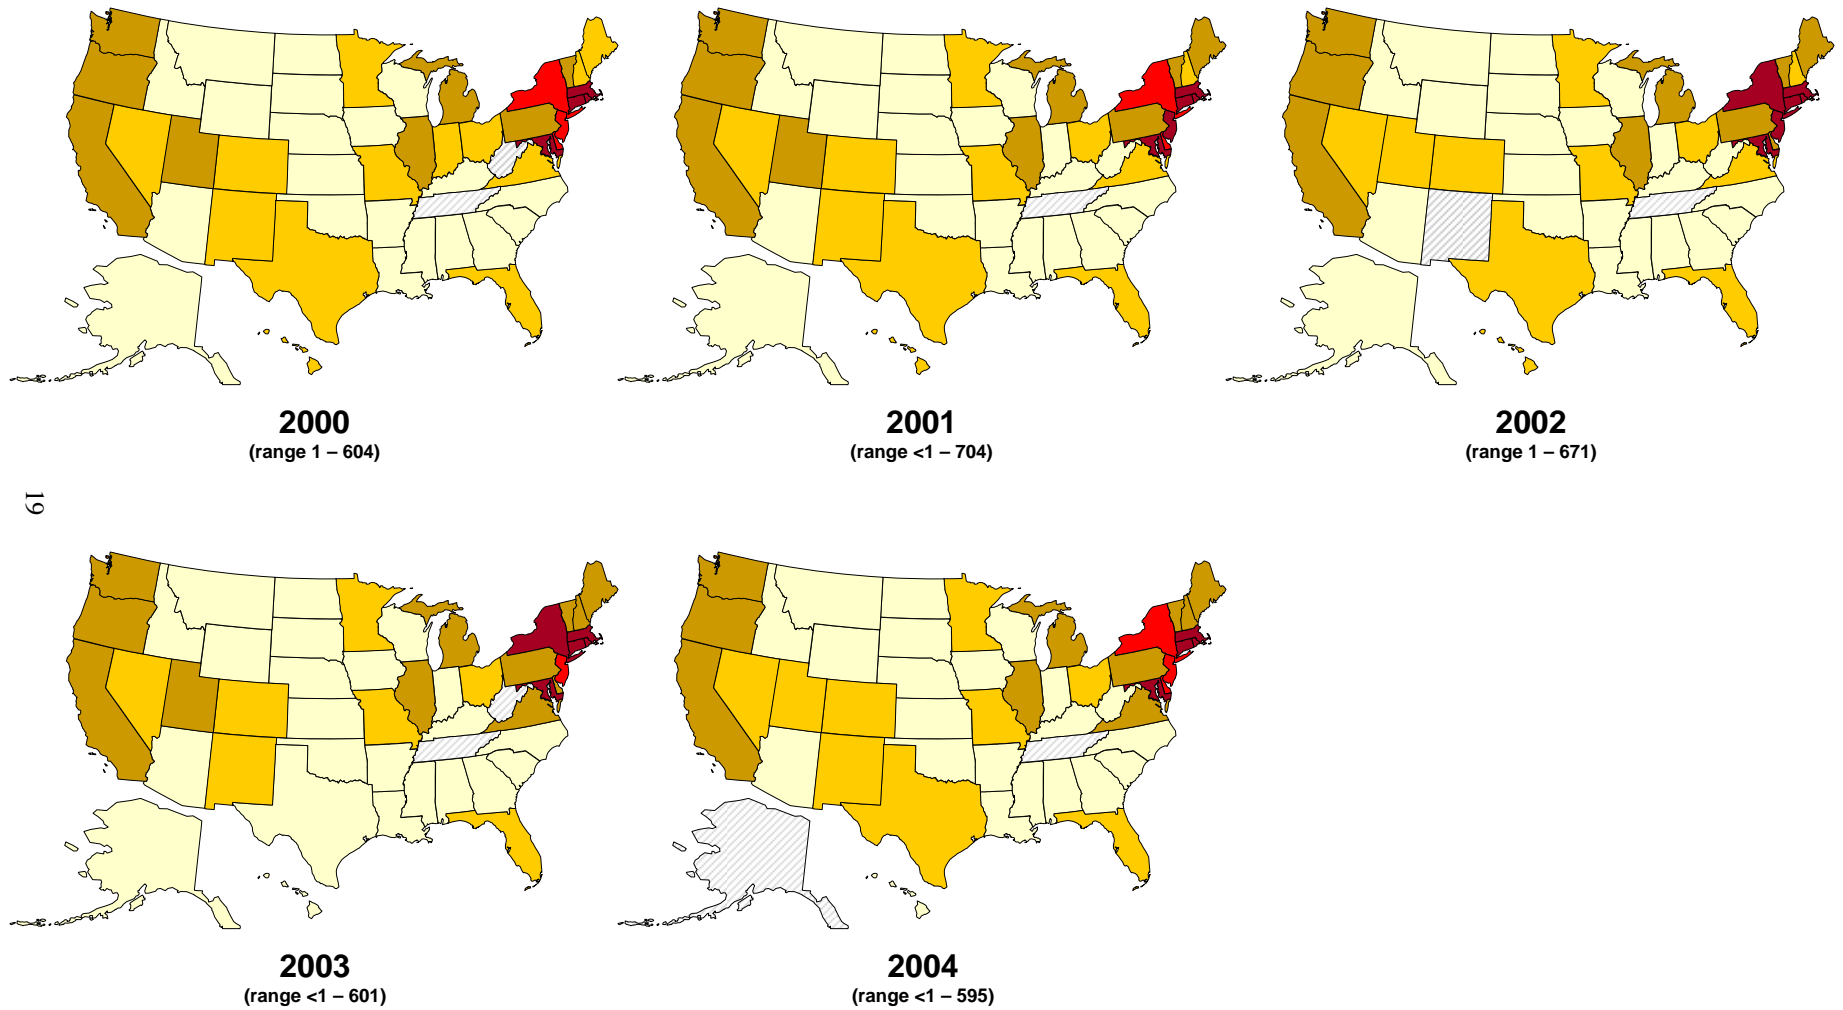 2000
(range 1 – 604)
2001
(range <1 – 704)
2002
(range 1 – 671)
19
2003
(range <1 – 601)
2004
(range <1 – 595)